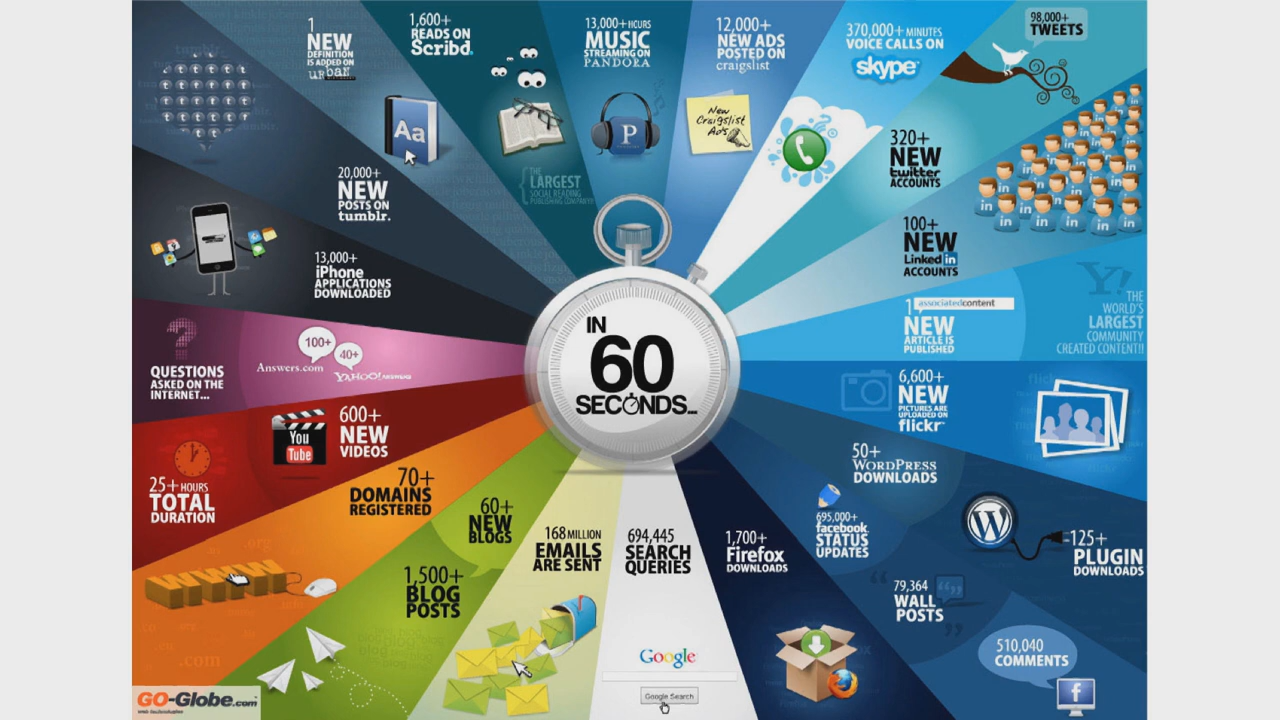 1
NEW
DEFINITION
IS ADDED ON
URBAN
1,600+
READS ON
Scribd.
13,000+ HOURS
MUSIC
STREAMING ON
PANDORA
12,000+
NEW ADS
POSTED ON
craigslist
370,000+ MINUTES
VOICE CALLS ON
skype
98,000+
TWEETS
Aa
P
New
Craigslist
Ads
THE
LARGEST
SOCIAL READING
PUBLISHING COMPANY!!
20,000+
NEW
POSTS ON
tumblr.
320+
NEW
twitter
ACCOUNTS
13,000+
iPhone
APPLICATIONS
DOWNLOADED
100+
NEW
Linked in
ACCOUNTS
1
associatedcontent
NEW
ARTICLE IS
PUBLISHED
Y!
THE
WORLD'S
LARGEST
COMMUNITY
CREATED CONTENT!!
IN
60
SECONDS...
?
QUESTIONS
ASKED ON THE
INTERNET...
100+
Answers.com
40+
YAHOO! ANSWERS
6,600+
NEW
PICTURES ARE
UPLOADED ON
flickr
600+
NEW
VIDEOS
You
Tube
25+ HOURS
TOTAL
DURATION
50+
WORDPRESS
DOWNLOADS
125+
PLUGIN
DOWNLOADS
W
70+
DOMAINS
REGISTERED
WWW
.org
.com
60+
NEW
BLOGS
1,500+
BLOG
POSTS
168 MILLION
EMAILS
ARE SENT
694,445
SEARCH
QUERIES
Google
Google Search
1,700+
Firefox
DOWNLOADS
695,000+
facebook
STATUS
UPDATES
79,364
WALL
POSTS
510,040
COMMENTS
f
GO-Globe.com